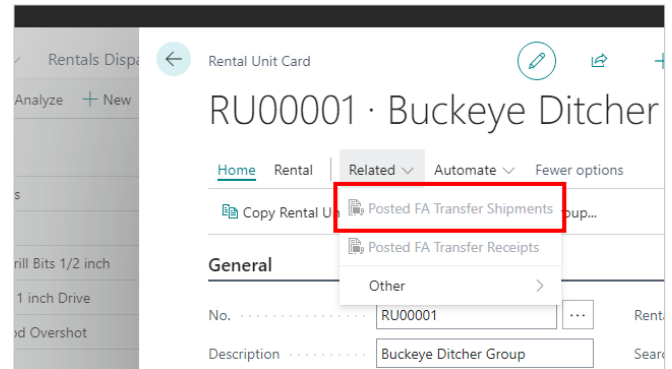 Rentals Dispa
Rental Unit Card
Analyze + New
RU00001 · Buckeye Ditcher
Home Rental Related Automate Fewer options
s
Copy Rental Un
Posted FA Transfer Shipments
oup...
Posted FA Transfer Receipts
rill Bits 1/2 inch
General
Other
1 inch Drive
No. RU00001 ... Renta
od Overshot
Description Buckeye Ditcher Group Searc